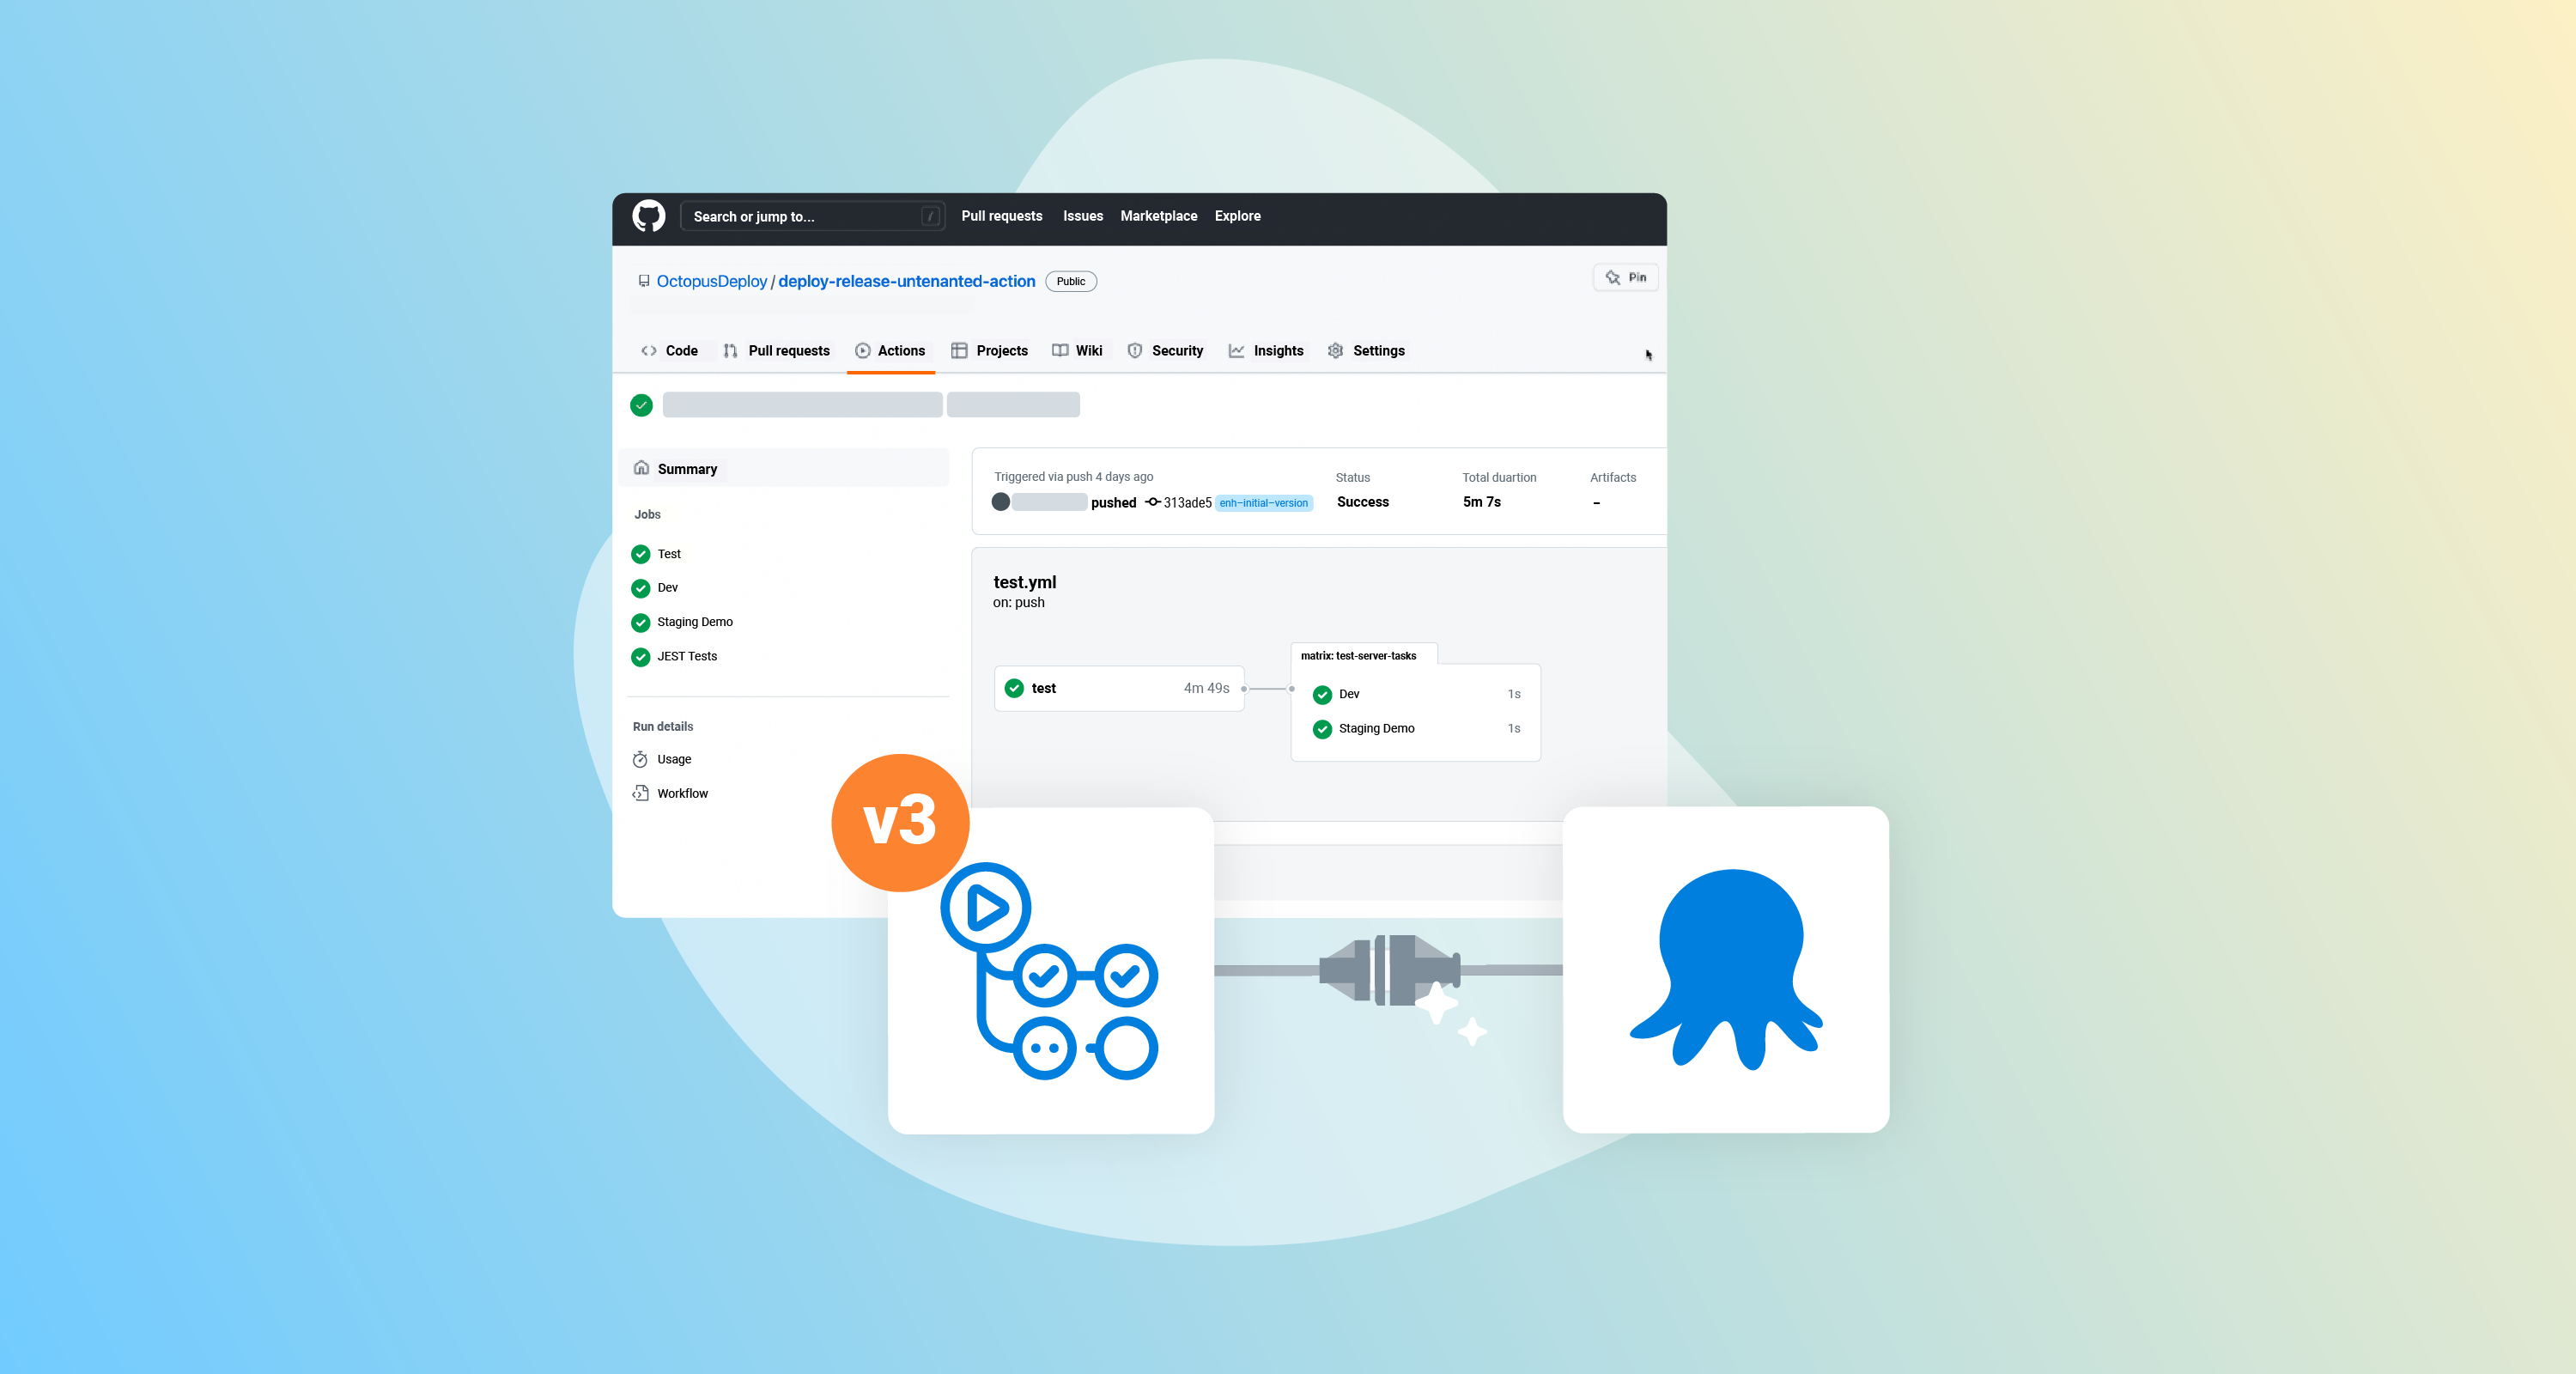 Search or jump to... / Pull requests Issues Marketplace Explore
OctopusDeploy / deploy-release-untenanted-action Public
Pin
Code Pull requests Actions Projects Wiki Security Insights Settings
Summary
Jobs
Test
Dev
Staging Demo
JEST Tests
Run details
Usage
Workflow
Triggered via push 4 days ago
pushed 313ade5 enh-initial-version
Status
Success
Total duartion
5m 7s
Artifacts
–
test.yml
on: push
test 4m 49s
matrix: test-server-tasks
Dev 1s
Staging Demo 1s
v3